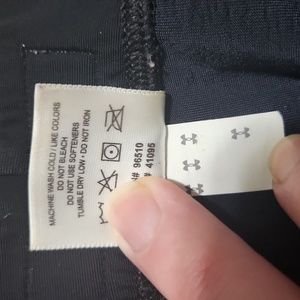 MACHINE WASH COLD / LIKE COLORS
DO NOT BLEACH
DO NOT USE SOFTENERS
TUMBLE DRY LOW • DO NOT IRON
# 96510
# 41095